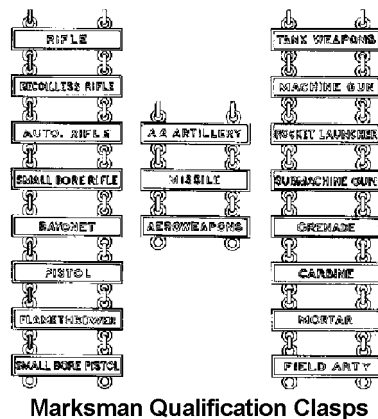 RIFLE
RECOILLESS RIFLE
AUTO. RIFLE
SMALL BORE RIFLE
BAYONET
PISTOL
FLAMETHROWER
SMALL BORE PISTOL
AA ARTILLERY
MISSILE
AEROWEAPONS
TANK WEAPONS
MACHINE GUN
ROCKET LAUNCHER
SUBMACHINE GUN
GRENADE
CARBINE
MORTAR
FIELD ARTY
Marksman Qualification Clasps